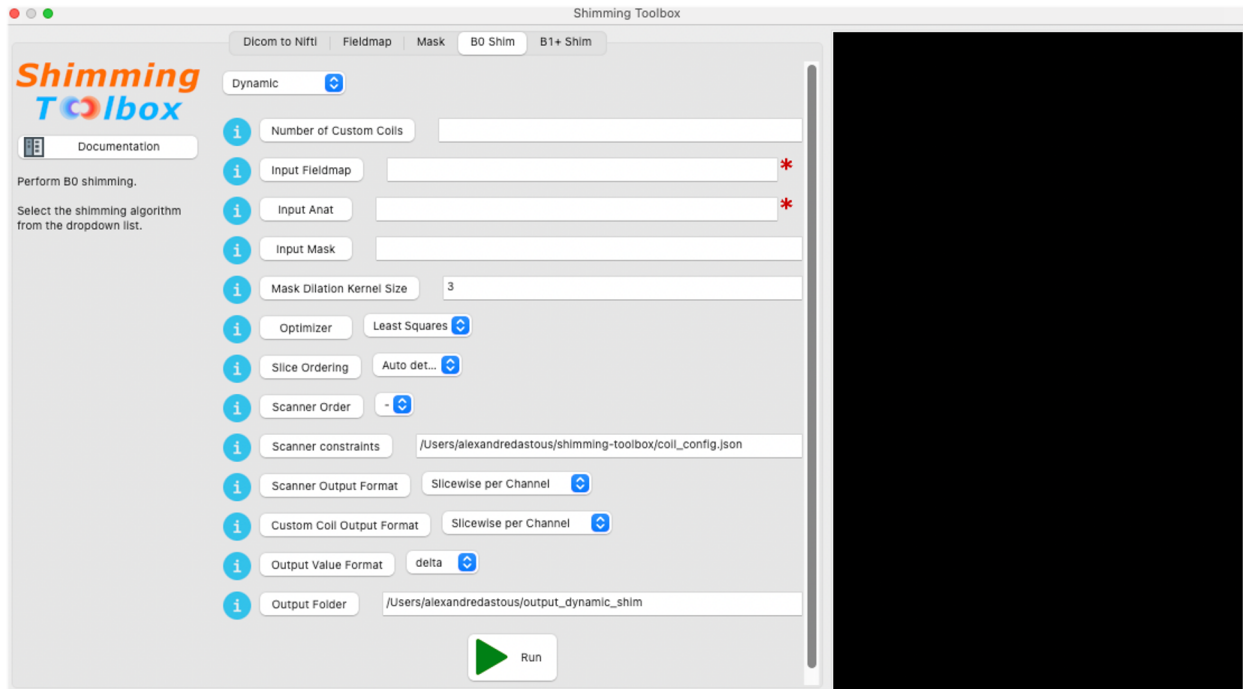 Shimming Toolbox
Dicom to Nifti
Fieldmap
Mask
B0 Shim
B1+ Shim
Shimming
Toolbox
Documentation
Perform B0 shimming.
Select the shimming algorithm
from the dropdown list.
Dynamic
i Number of Custom Coils
i Input Fieldmap *
i Input Anat *
i Input Mask
i Mask Dilation Kernel Size 3
i Optimizer Least Squares
i Slice Ordering Auto det...
i Scanner Order -
i Scanner constraints /Users/alexandredastous/shimming-toolbox/coil_config.json
i Scanner Output Format Slicewise per Channel
i Custom Coil Output Format Slicewise per Channel
i Output Value Format delta
i Output Folder /Users/alexandredastous/output_dynamic_shim
Run